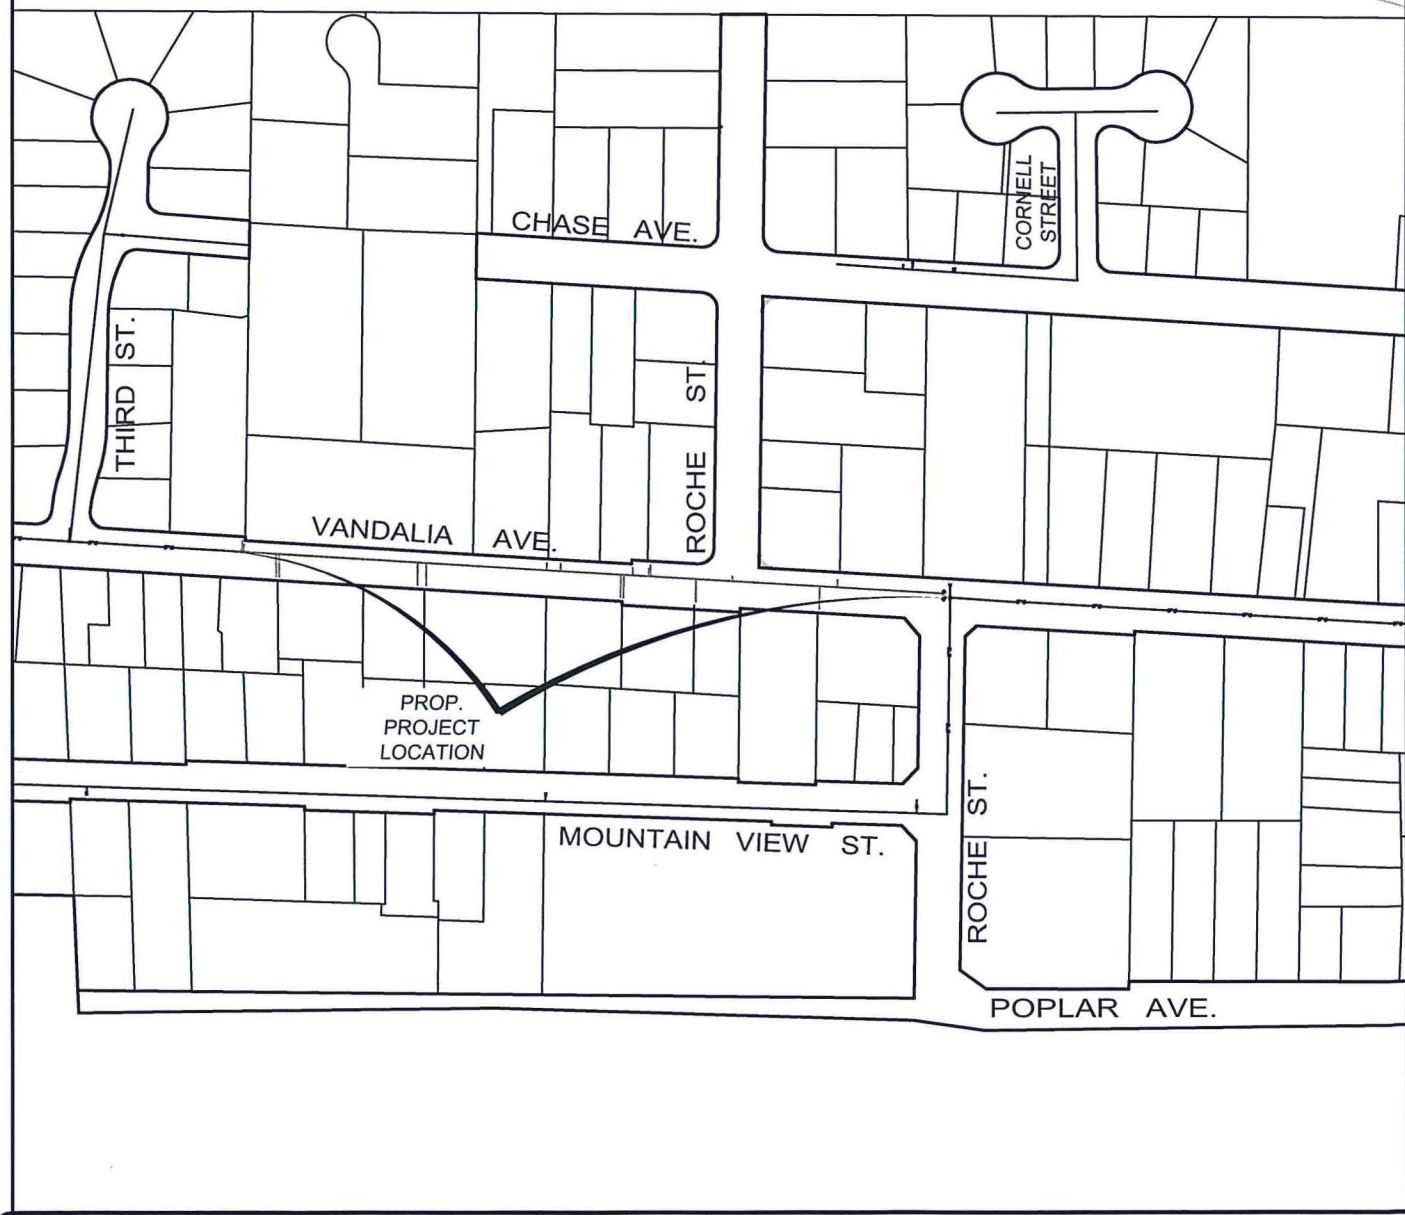 CORNELL
STREET
CHASE AVE.
THIRD ST.
ROCHE ST.
VANDALIA AVE.
PROP.
PROJECT
LOCATION
MOUNTAIN VIEW ST.
ROCHE ST.
POPLAR AVE.